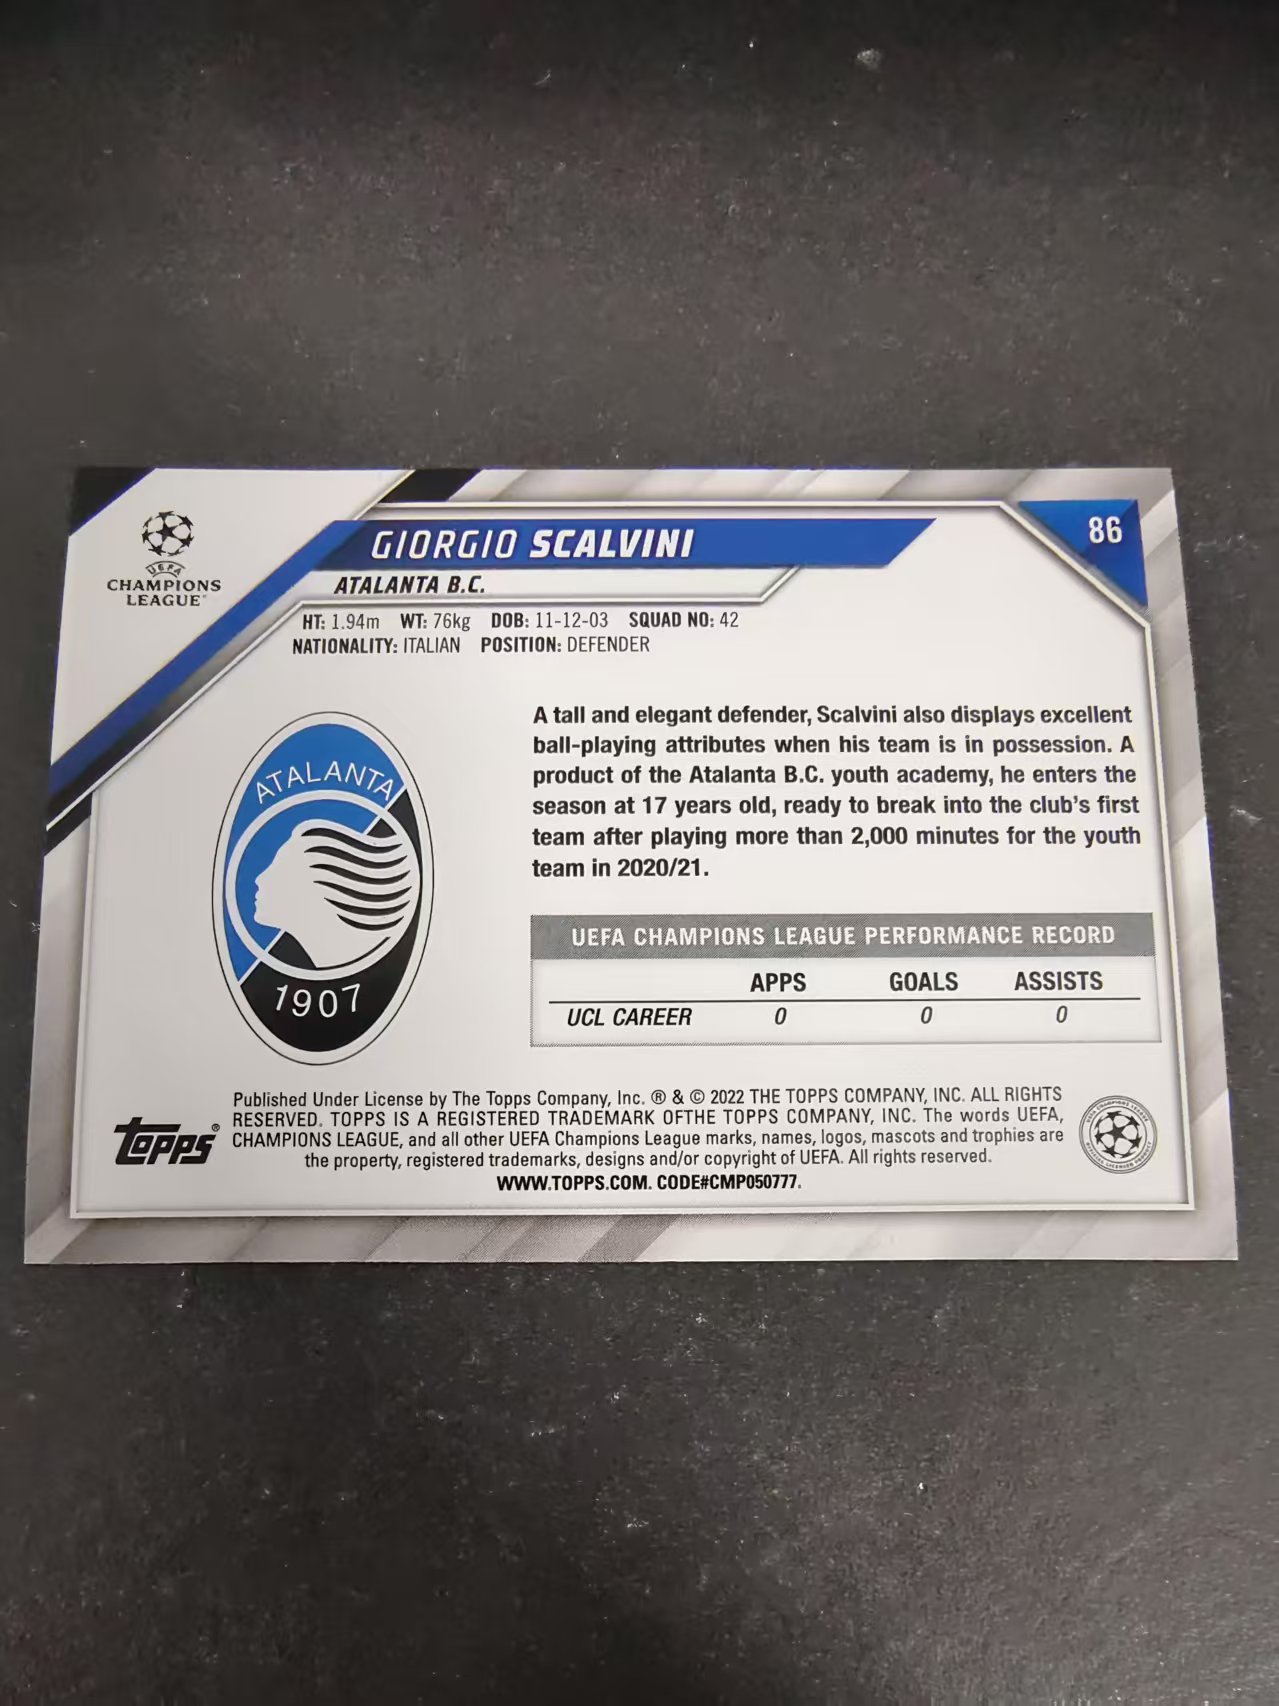 GIORGIO SCALVINI
86
UEFA
CHAMPIONS
LEAGUE
ATALANTA B.C.
HT: 1.94m WT: 76kg DOB: 11-12-03 SQUAD NO: 42
NATIONALITY: ITALIAN POSITION: DEFENDER
A tall and elegant defender, Scalvini also displays excellent
ball-playing attributes when his team is in possession. A
product of the Atalanta B.C. youth academy, he enters the
season at 17 years old, ready to break into the club's first
team after playing more than 2,000 minutes for the youth
team in 2020/21.
ATALANTA
1907
UEFA CHAMPIONS LEAGUE PERFORMANCE RECORD
APPS GOALS ASSISTS
UCL CAREER 0 0 0
topps®
Published Under License by The Topps Company, Inc. ® & © 2022 THE TOPPS COMPANY, INC. ALL RIGHTS
RESERVED. TOPPS IS A REGISTERED TRADEMARK OFTHE TOPPS COMPANY, INC. The words UEFA,
CHAMPIONS LEAGUE, and all other UEFA Champions League marks, names, logos, mascots and trophies are
the property, registered trademarks, designs and/or copyright of UEFA. All rights reserved.
WWW.TOPPS.COM. CODE#CMP050777.